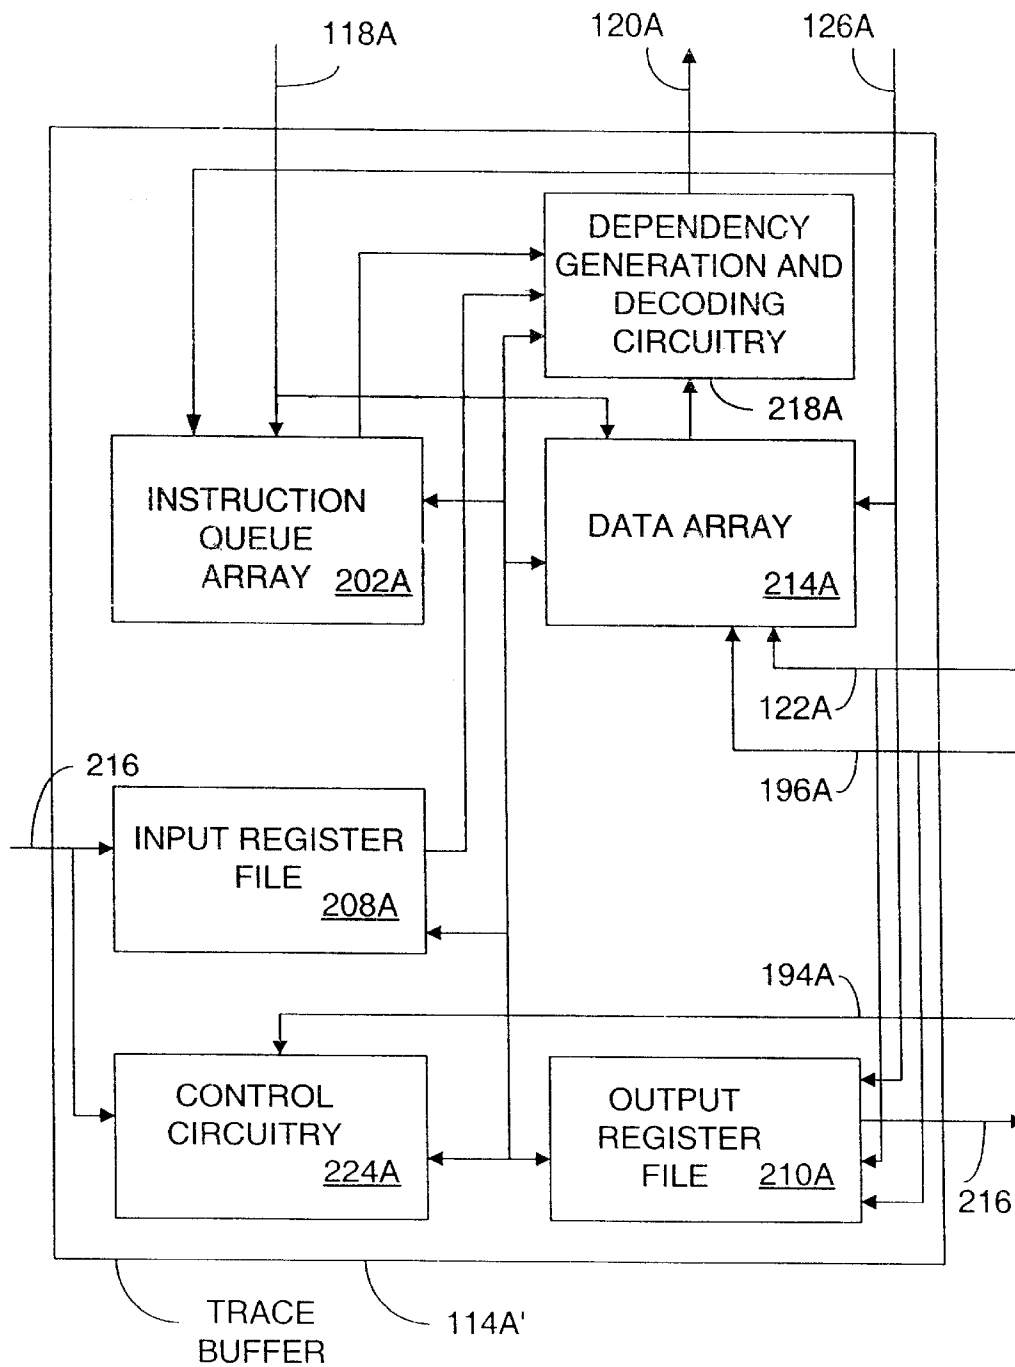 118A
120A
126A
DEPENDENCY
GENERATION AND
DECODING
CIRCUITRY
218A
INSTRUCTION
QUEUE
ARRAY
202A
DATA ARRAY
214A
122A
196A
216
INPUT REGISTER
FILE
208A
194A
CONTROL
CIRCUITRY
224A
OUTPUT
REGISTER
FILE
210A
216
TRACE
BUFFER
114A'